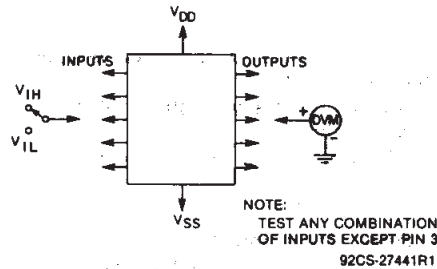 VDD
INPUTS
OUTPUTS
VIH
VIL
+
DVM
-
VSS
NOTE:
TEST ANY COMBINATION
OF INPUTS EXCEPT PIN 3
92CS-27441R1